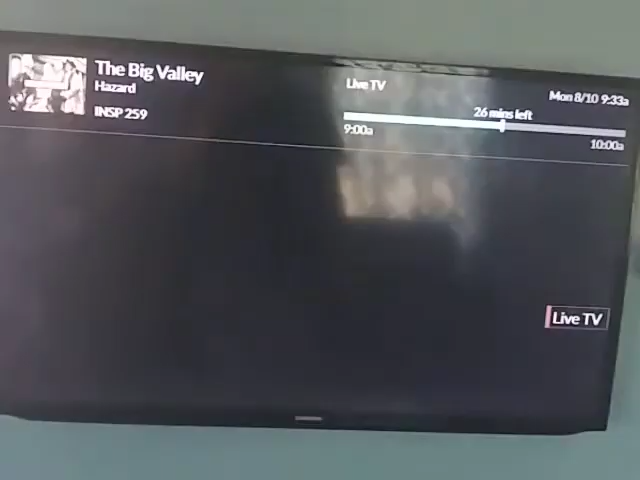 The Big Valley
Hazard
INSP 259
Live TV
Mon 8/10 9:33a
26 mins left
9:00a
10:00a
Live TV